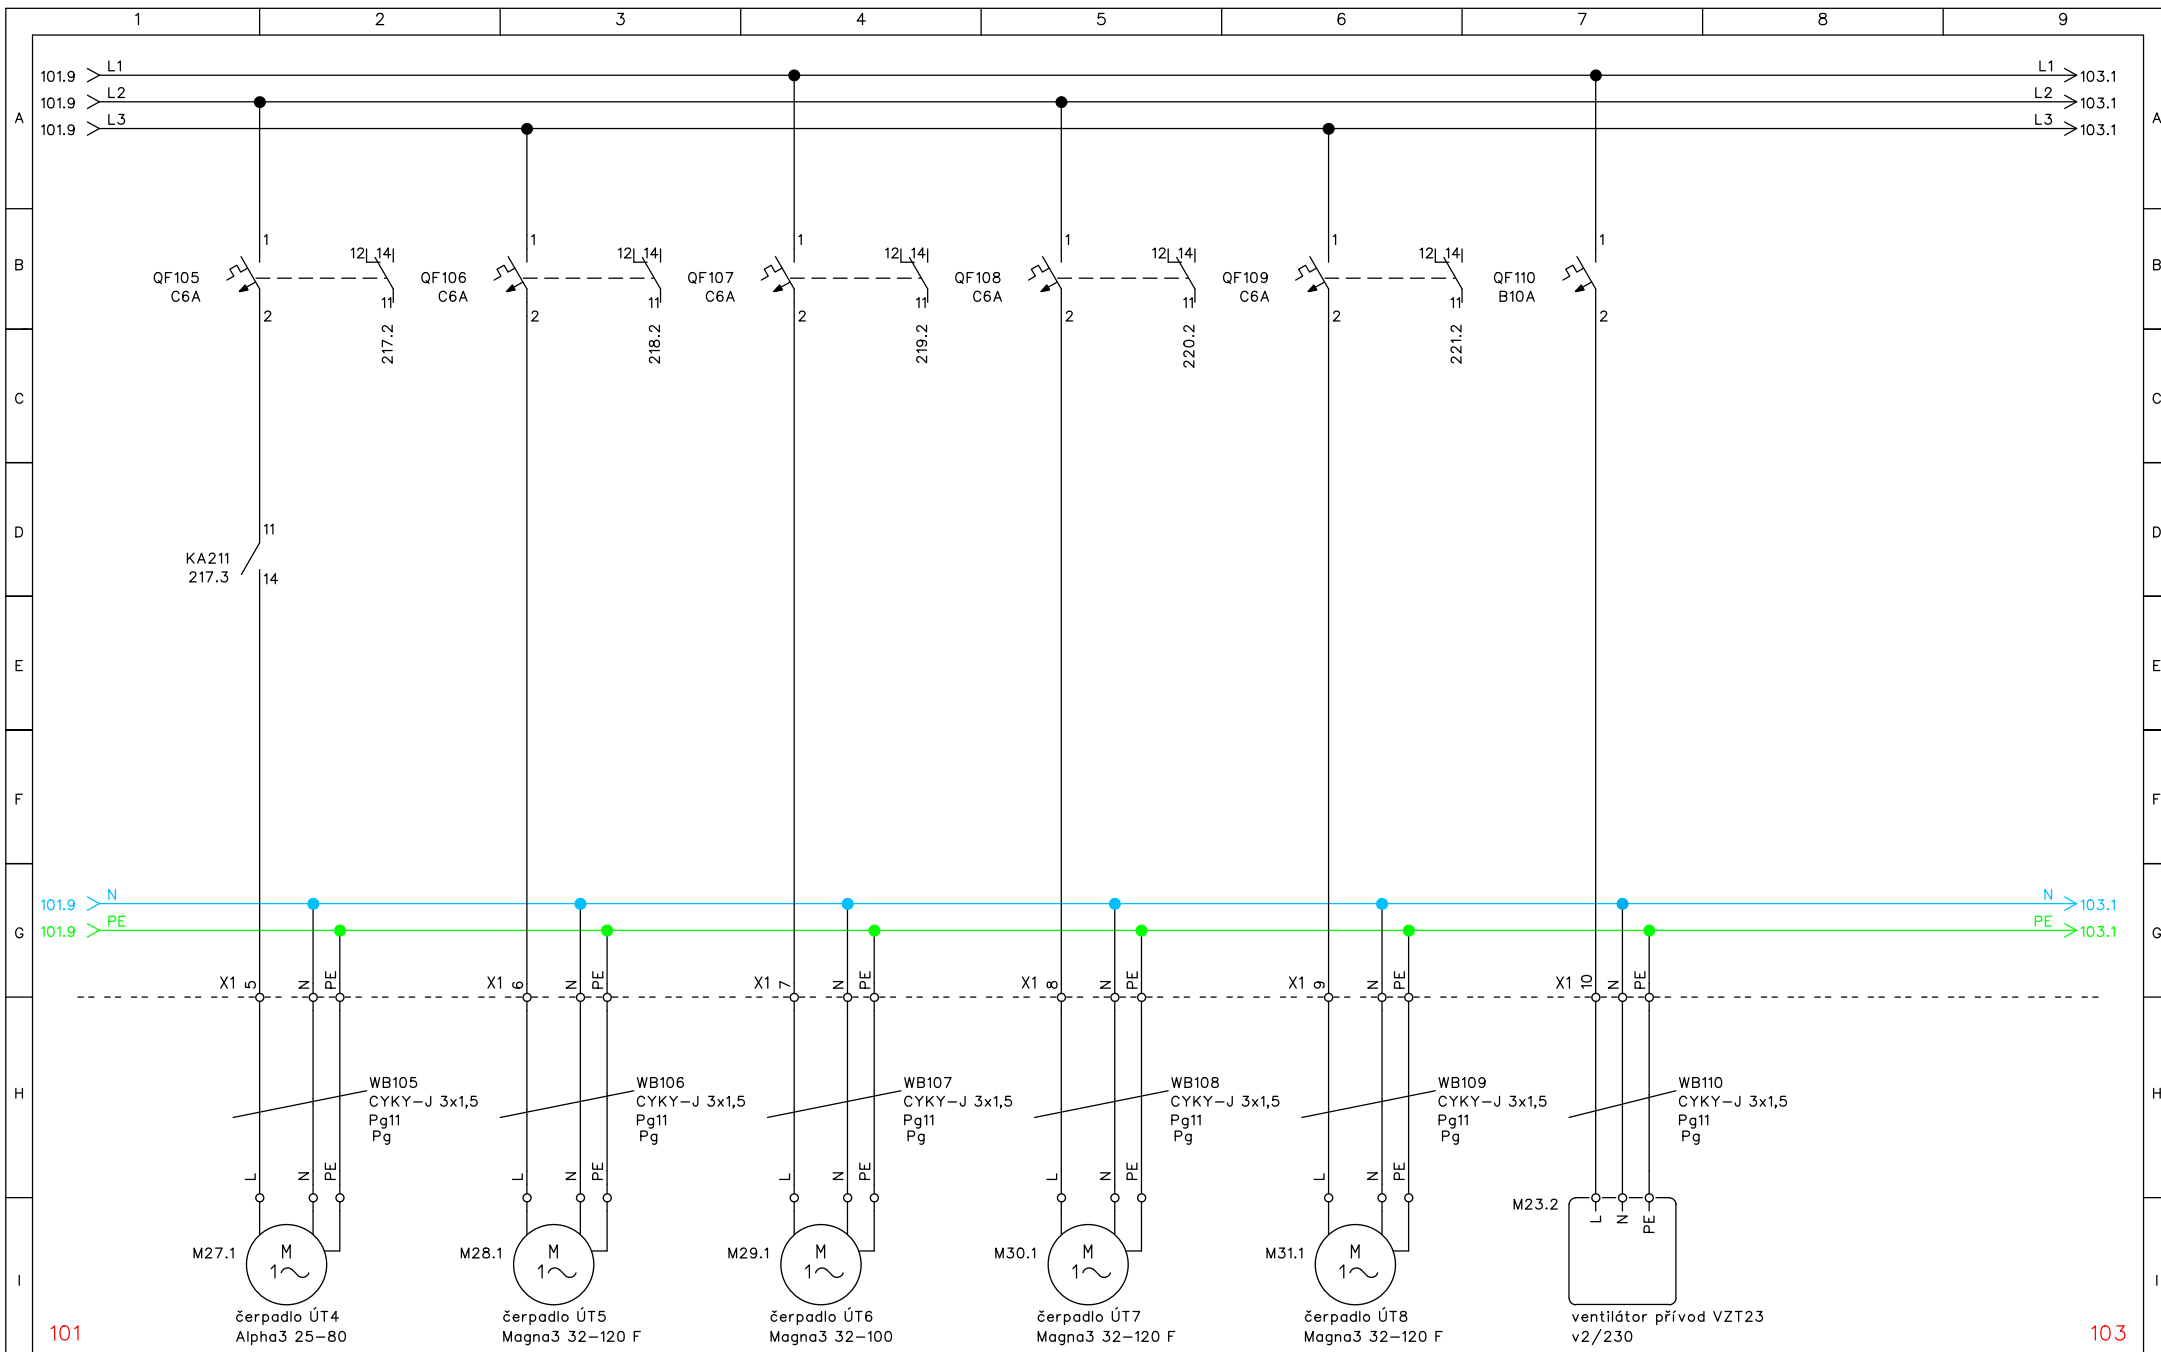 1 2 3 4 5 6 7 8 9
101.9 L1 L1 103.1
101.9 L2 L2 103.1
A A
101.9 L3 L3 103.1
B B
QF105
C6A
1
2
12 14
11
217.2
QF106
C6A
1
2
12 14
11
218.2
QF107
C6A
1
2
12 14
11
219.2
QF108
C6A
1
2
12 14
11
220.2
QF109
C6A
1
2
12 14
11
221.2
QF110
B10A
1
2
C C
D D
KA211
217.3
11
14
E E
F F
101.9 N N 103.1
G G
101.9 PE PE 103.1
X1 5 N PE
X1 6 N PE
X1 7 N PE
X1 8 N PE
X1 9 N PE
X1 10 N PE
H H
WB105
CYKY-J 3x1,5
Pg11
Pg
WB106
CYKY-J 3x1,5
Pg11
Pg
WB107
CYKY-J 3x1,5
Pg11
Pg
WB108
CYKY-J 3x1,5
Pg11
Pg
WB109
CYKY-J 3x1,5
Pg11
Pg
WB110
CYKY-J 3x1,5
Pg11
Pg
L N PE
L N PE
L N PE
L N PE
L N PE
L N PE
I I
M27.1
M
1~
čerpadlo ÚT4
Alpha3 25-80
M28.1
M
1~
čerpadlo ÚT5
Magna3 32-120 F
M29.1
M
1~
čerpadlo ÚT6
Magna3 32-100
M30.1
M
1~
čerpadlo ÚT7
Magna3 32-120 F
M31.1
M
1~
čerpadlo ÚT8
Magna3 32-120 F
M23.2
ventilátor přívod VZT23
v2/230
101 103